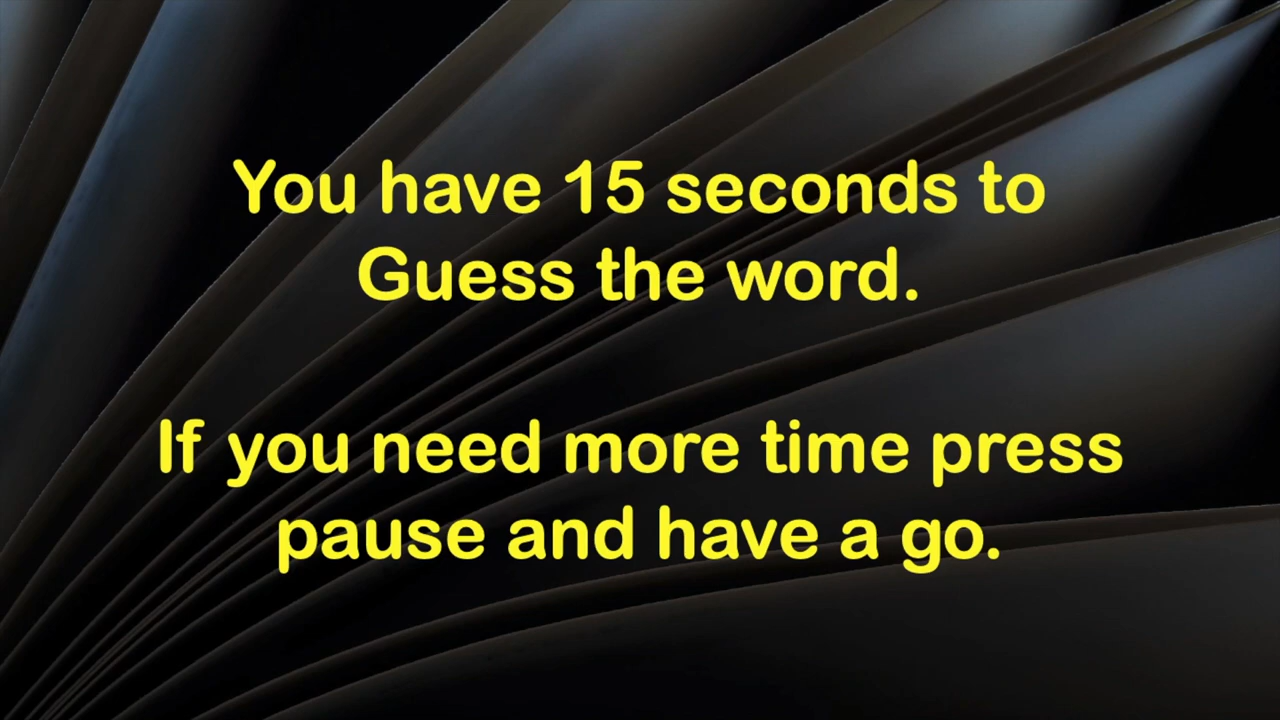 You have 15 seconds to
Guess the word.
If you need more time press
pause and have a go.